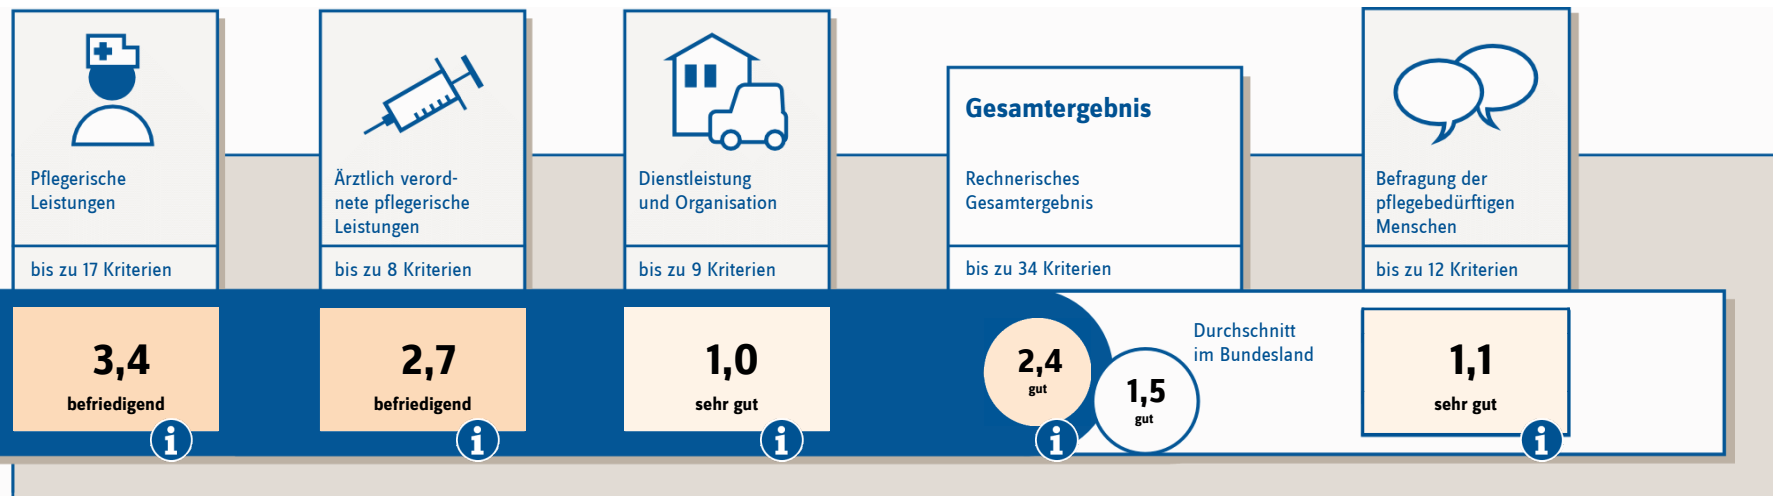 Pflegerische
Leistungen
bis zu 17 Kriterien
3,4
befriedigend
i
Ärztlich verord-
nete pflegerische
Leistungen
bis zu 8 Kriterien
2,7
befriedigend
i
Dienstleistung
und Organisation
bis zu 9 Kriterien
1,0
sehr gut
i
Gesamtergebnis
Rechnerisches
Gesamtergebnis
bis zu 34 Kriterien
2,4
gut
i
1,5
gut
Durchschnitt
im Bundesland
Befragung der
pflegebedürftigen
Menschen
bis zu 12 Kriterien
1,1
sehr gut
i